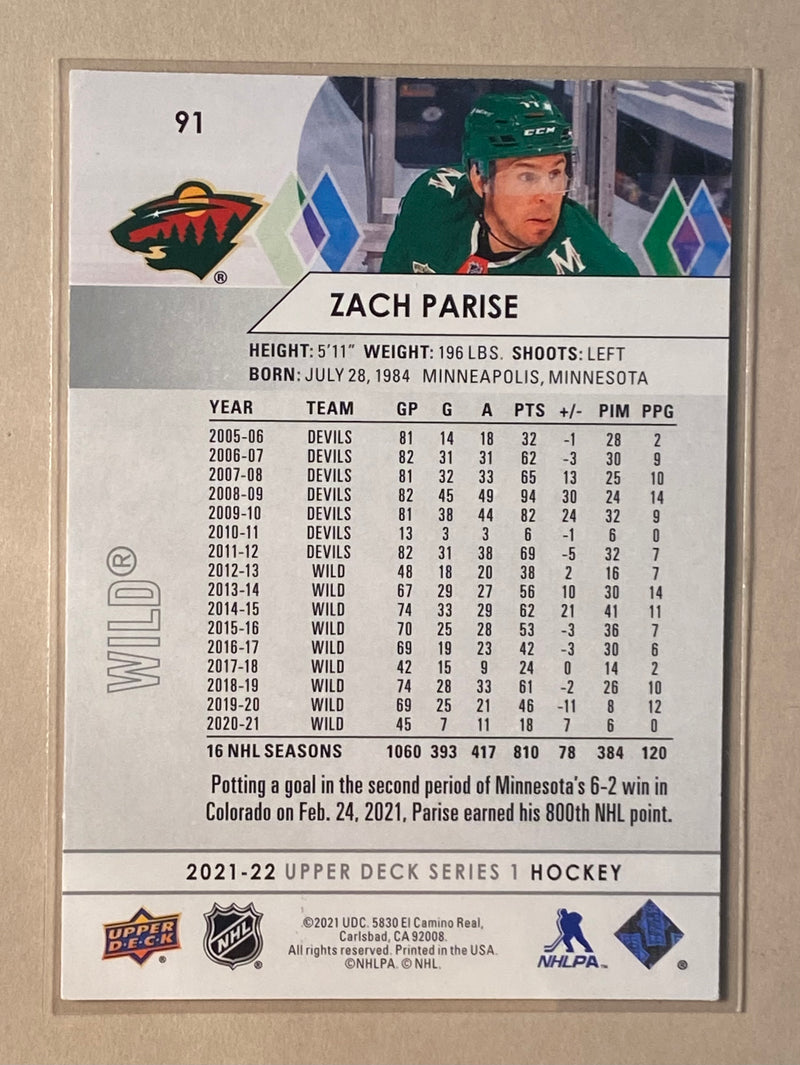 91
11
CCM
M
M
®
ZACH PARISE
HEIGHT: 5'11" WEIGHT: 196 LBS. SHOOTS: LEFT
BORN: JULY 28, 1984 MINNEAPOLIS, MINNESOTA
YEAR TEAM GP G A PTS +/- PIM PPG
2005-06 DEVILS 81 14 18 32 -1 28 2
2006-07 DEVILS 82 31 31 62 -3 30 9
2007-08 DEVILS 81 32 33 65 13 25 10
2008-09 DEVILS 82 45 49 94 30 24 14
2009-10 DEVILS 81 38 44 82 24 32 9
2010-11 DEVILS 13 3 3 6 -1 6 0
2011-12 DEVILS 82 31 38 69 -5 32 7
2012-13 WILD 48 18 20 38 2 16 7
2013-14 WILD 67 29 27 56 10 30 14
2014-15 WILD 74 33 29 62 21 41 11
2015-16 WILD 70 25 28 53 -3 36 7
2016-17 WILD 69 19 23 42 -3 30 6
2017-18 WILD 42 15 9 24 0 14 2
2018-19 WILD 74 28 33 61 -2 26 10
2019-20 WILD 69 25 21 46 -11 8 12
2020-21 WILD 45 7 11 18 7 6 0
16 NHL SEASONS 1060 393 417 810 78 384 120
WILD®
Potting a goal in the second period of Minnesota's 6-2 win in
Colorado on Feb. 24, 2021, Parise earned his 800th NHL point.
2021-22 UPPER DECK SERIES 1 HOCKEY
UPPER
D·E·C·K ®
NHL ®
©2021 UDC. 5830 El Camino Real,
Carlsbad, CA 92008.
All rights reserved. Printed in the USA.
©NHLPA. © NHL.
NHLPA™
®